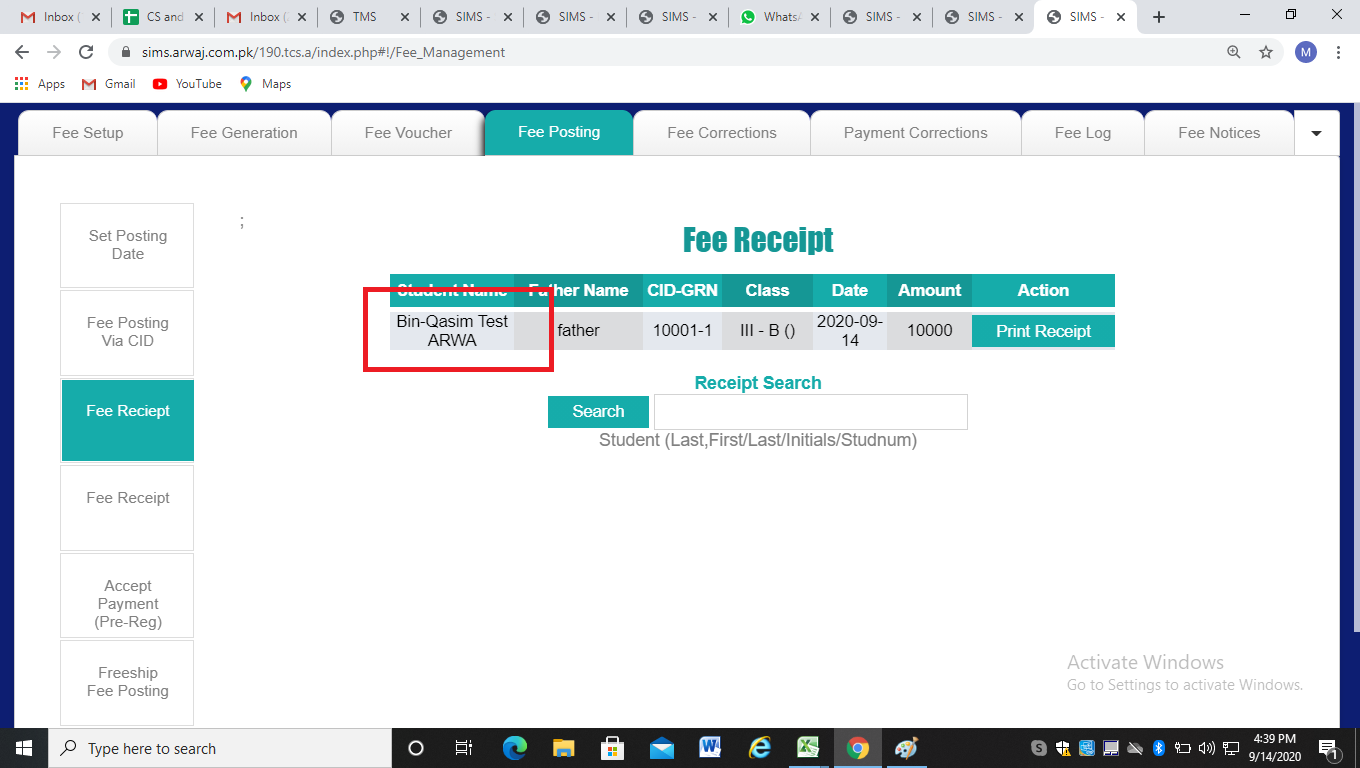 Inbox (
CS and
Inbox (
TMS
SIMS -
SIMS -
SIMS -
WhatsA
SIMS -
SIMS -
SIMS -
sims.arwaj.com.pk/190.tcs.a/index.php#!/Fee_Management
M
Apps
Gmail
YouTube
Maps
Fee Setup
Fee Generation
Fee Voucher
Fee Posting
Fee Corrections
Payment Corrections
Fee Log
Fee Notices
Set Posting
Date
Fee Posting
Via CID
Fee Reciept
Fee Receipt
Accept
Payment
(Pre-Reg)
Freeship
Fee Posting
;
Fee Receipt
Student Name Father Name CID-GRN Class Date Amount Action
Bin-Qasim Test
ARWA
father
10001-1
III - B ()
2020-09-
14
10000
Print Receipt
Receipt Search
Search
Student (Last,First/Last/Initials/Studnum)
Activate Windows
Go to Settings to activate Windows.
Type here to search
4:39 PM
9/14/2020
1